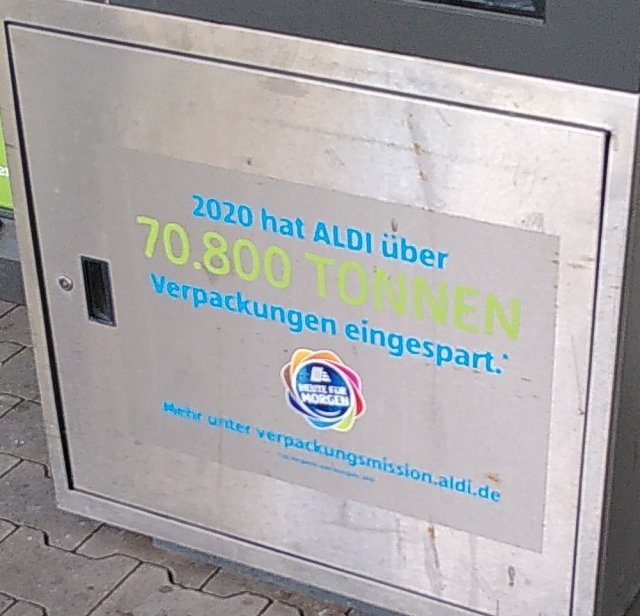 2020 hat ALDI über
70.800 TONNEN
Verpackungen eingespart.*
HEUTE FÜR
MORGEN
Mehr unter verpackungsmission.aldi.de